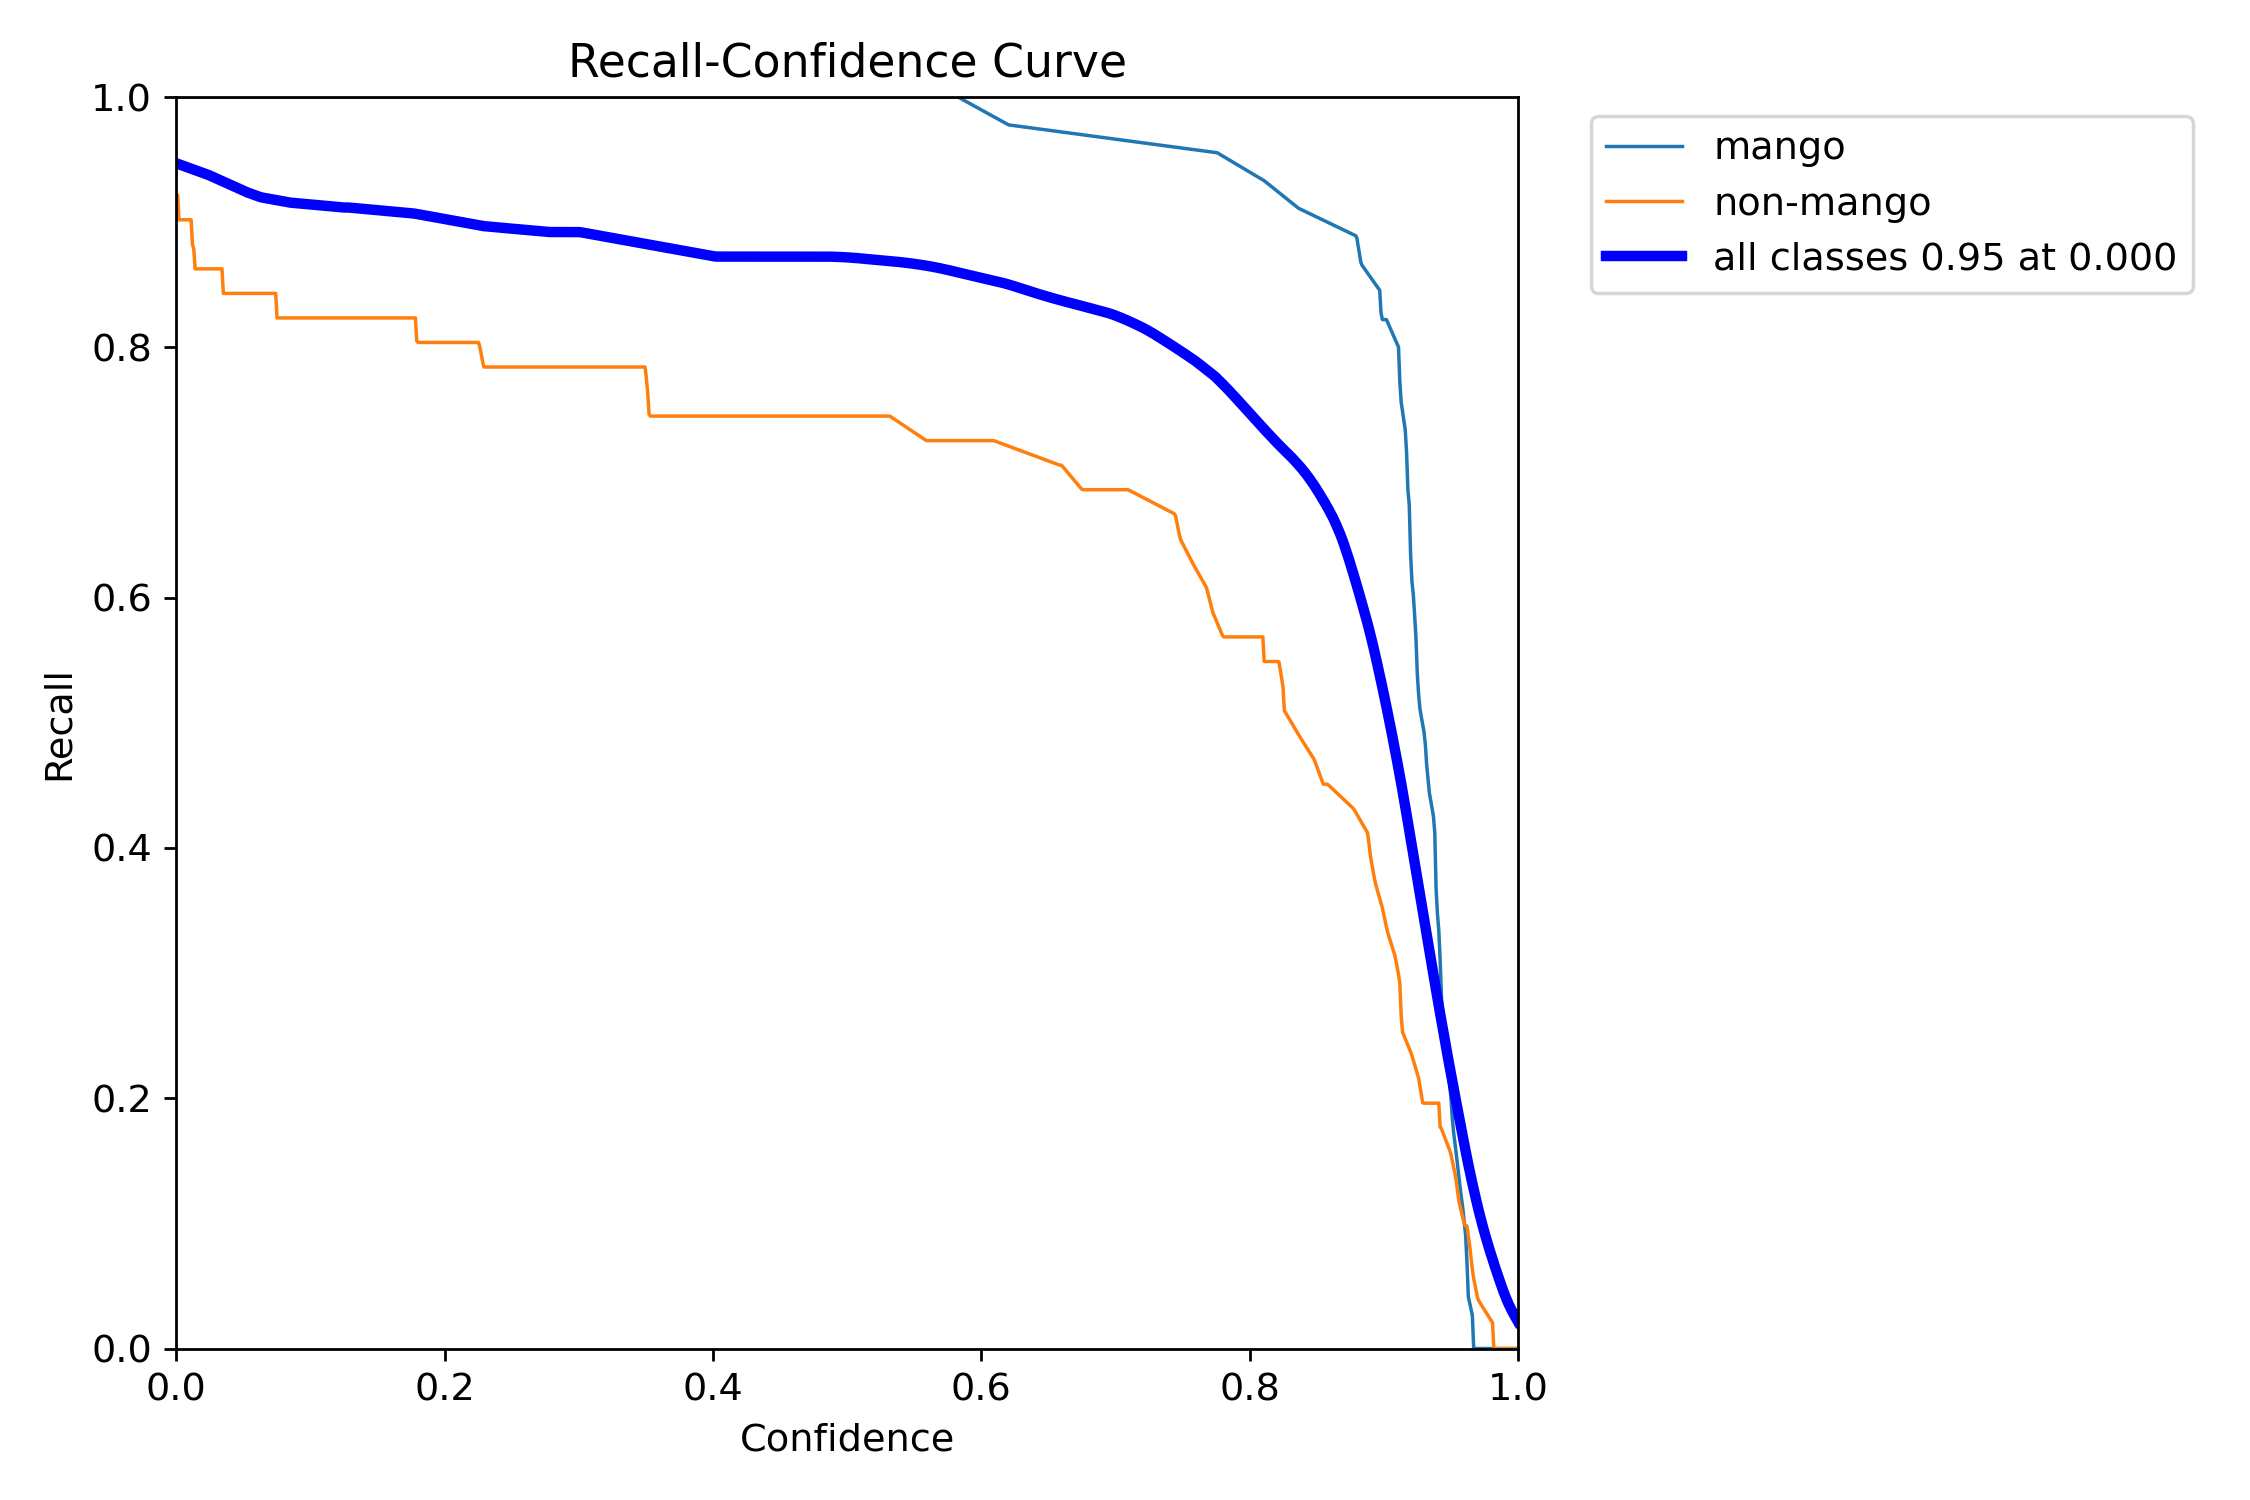 Recall-Confidence Curve
1.0
0.8
0.6
0.4
0.2
0.0
Recall
0.0 0.2 0.4 0.6 0.8 1.0
Confidence
mango
non-mango
all classes 0.95 at 0.000